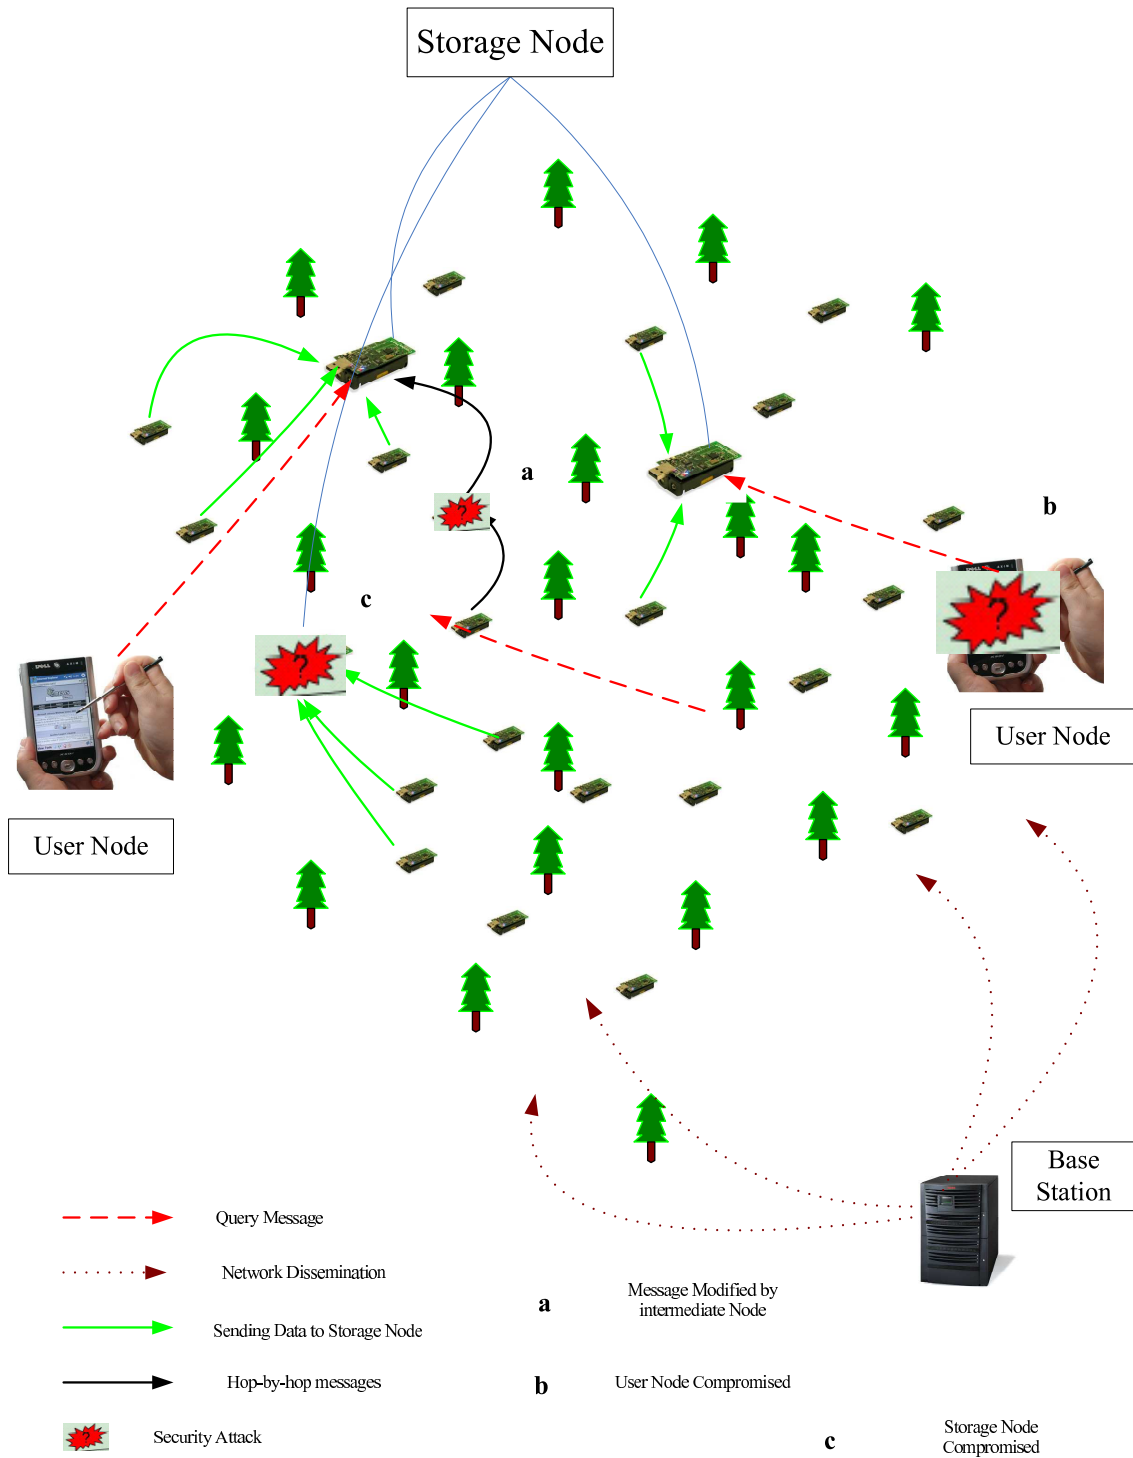 Storage Node
a
b
c
User Node
User Node
Base
Station
Query Message
Network Dissemination
Sending Data to Storage Node
Hop-by-hop messages
Security Attack
a
Message Modified by
intermediate Node
b
User Node Compromised
c
Storage Node
Compromised